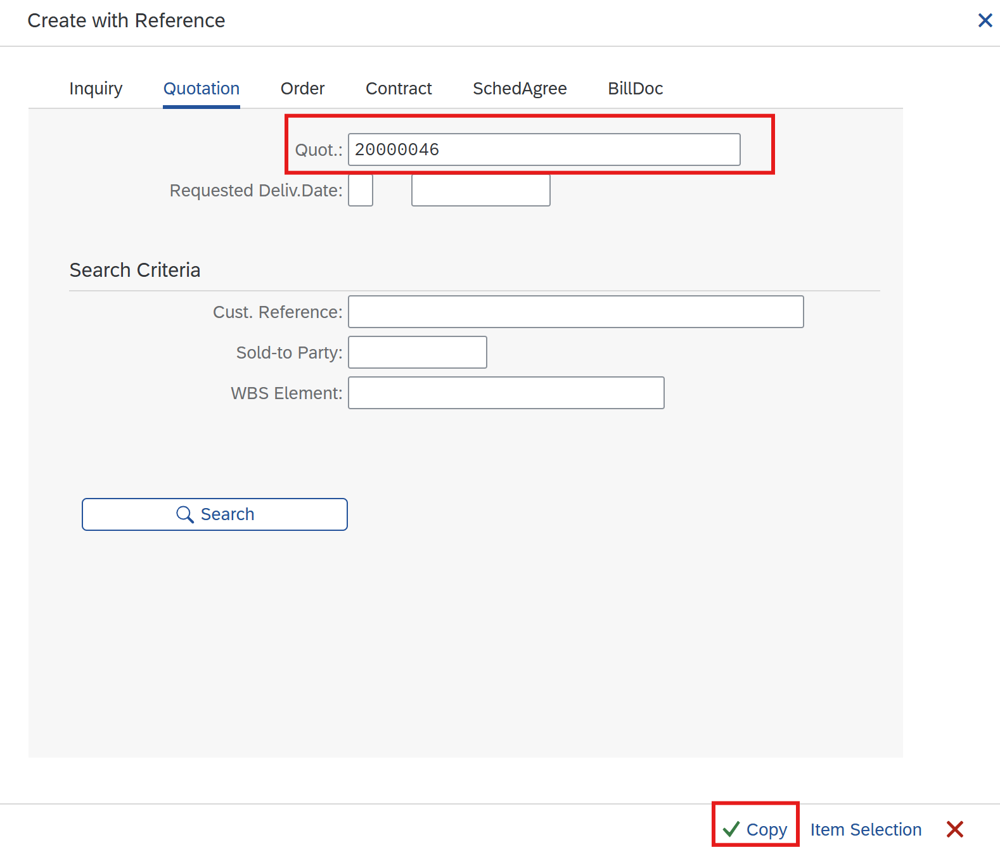 Create with Reference
Inquiry Quotation Order Contract SchedAgree BillDoc
Quot.: 20000046
Requested Deliv.Date:
Search Criteria
Cust. Reference:
Sold-to Party:
WBS Element:
Search
Copy Item Selection